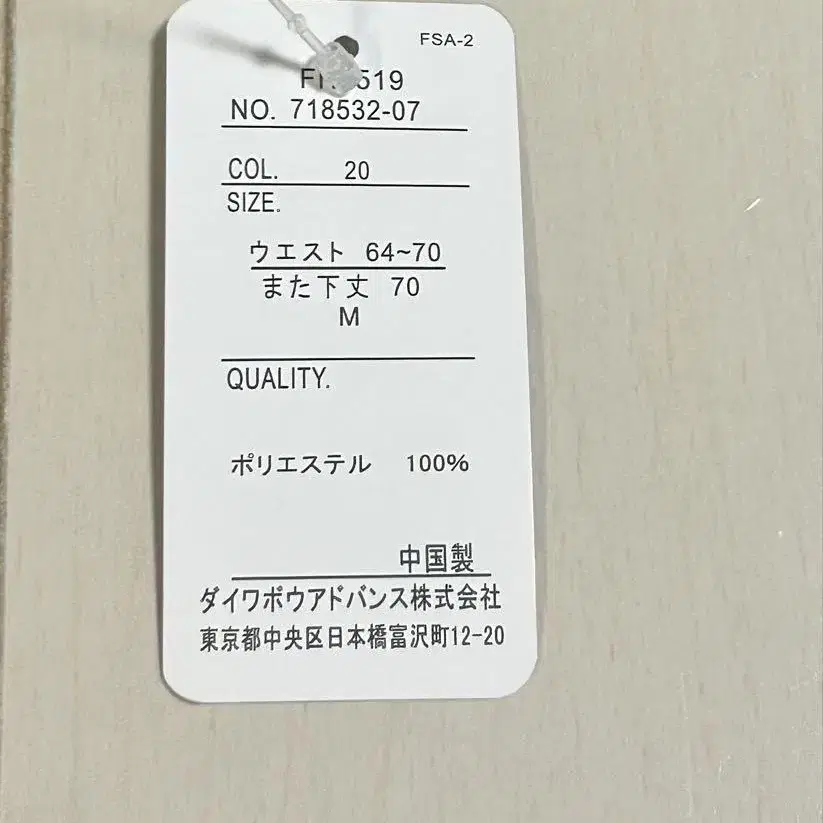 FSA-2
519
NO. 718532-07
COL. 20
SIZE.
ウエスト 64~70
また下丈 70
M
QUALITY.
ポリエステル 100%
中国製
ダイワボウアドバンス株式会社
東京都中央区日本橋富沢町12-20